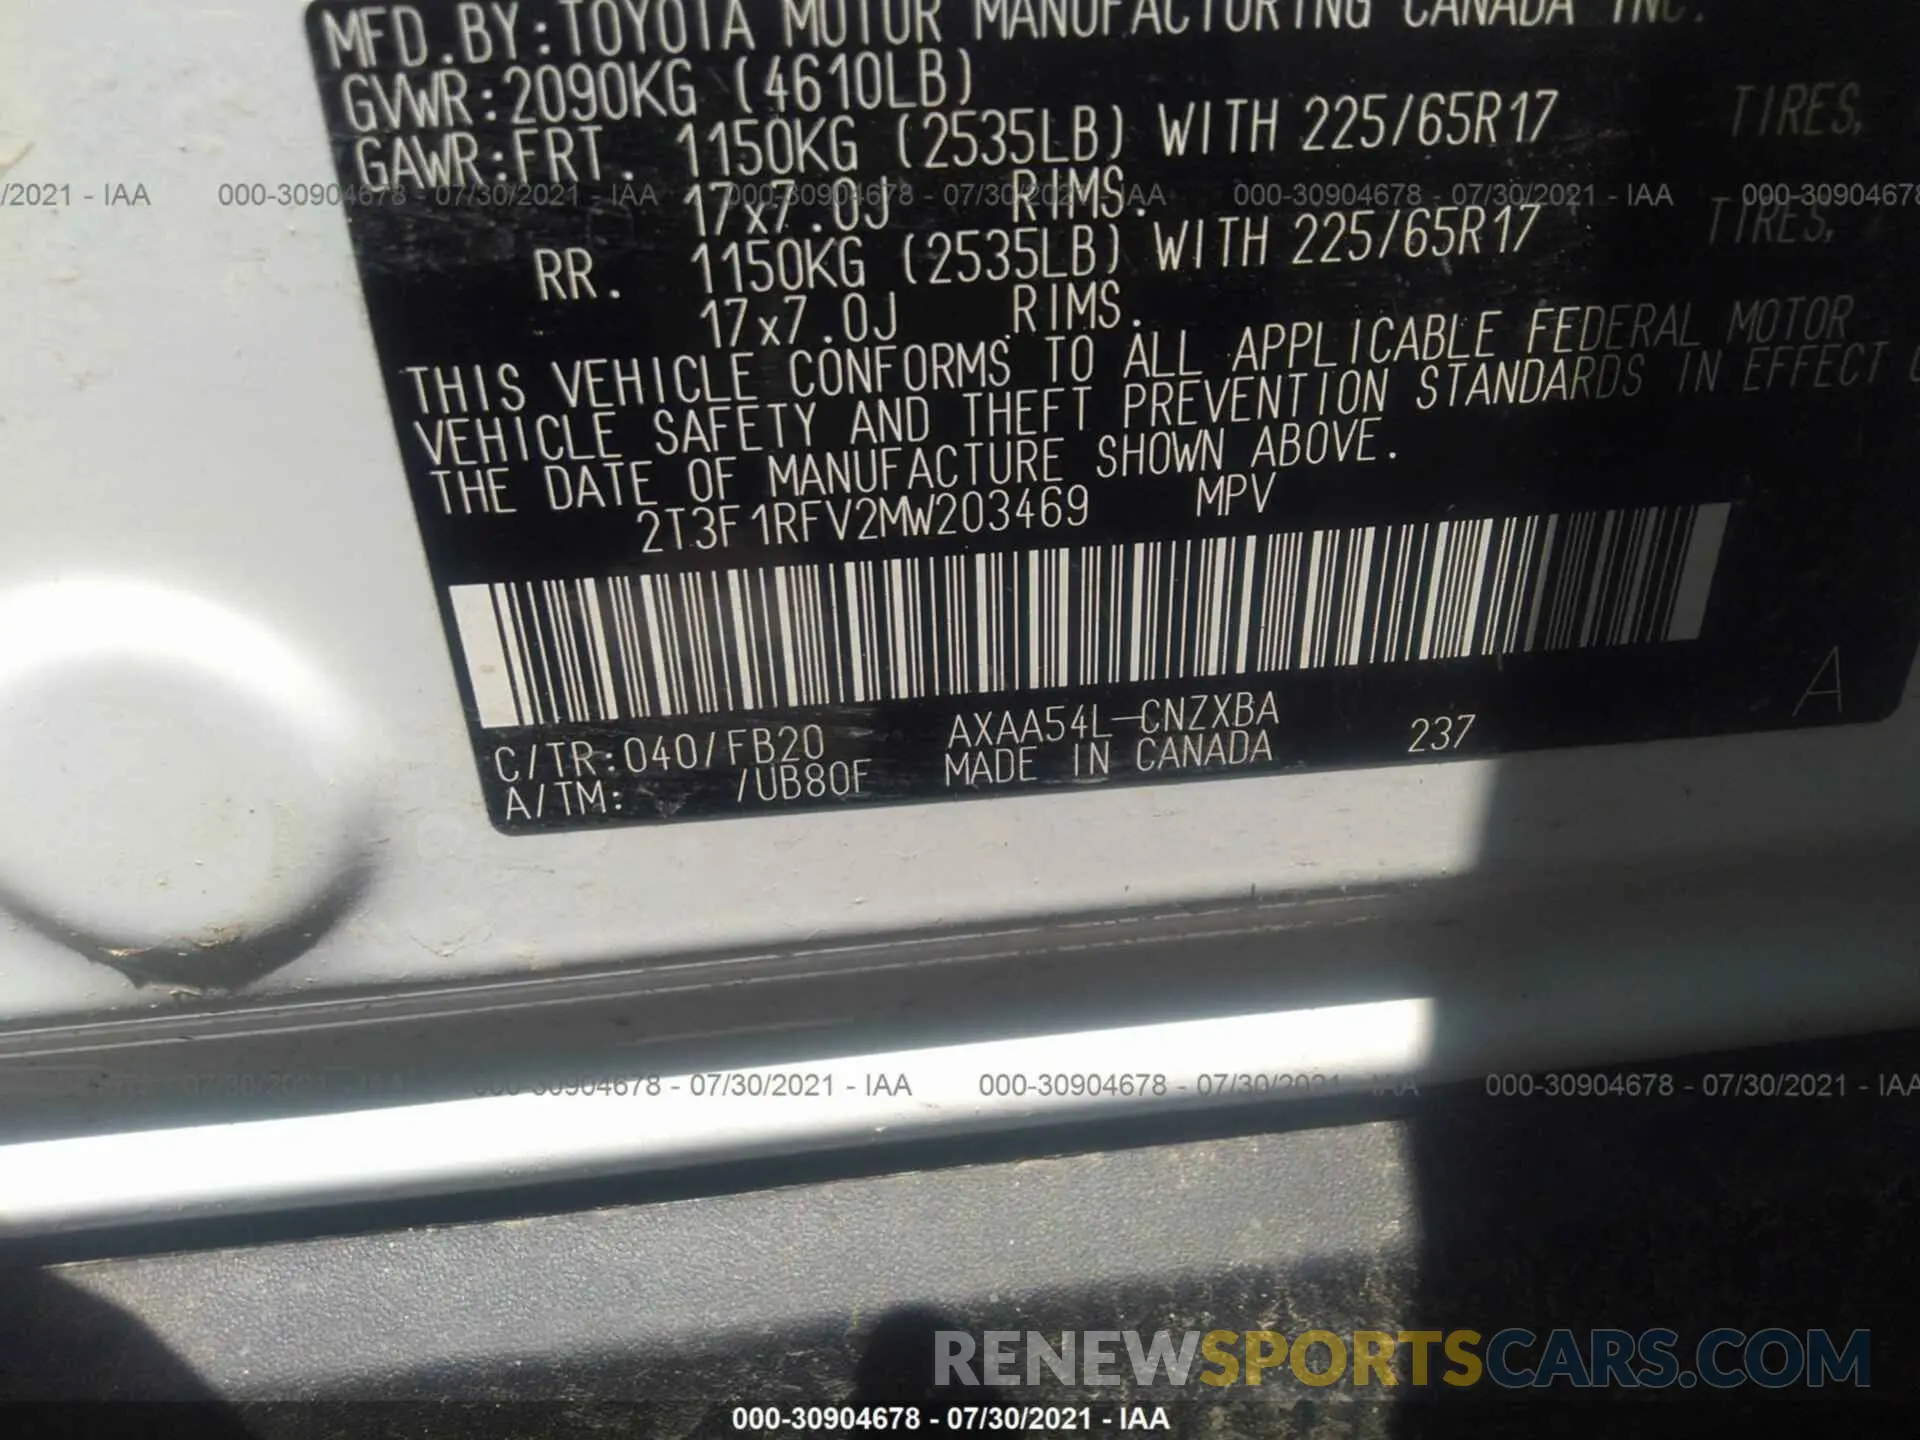 MFD.BY:TOYOTA MOTOR MANUFACTURING CANADA INC.
GVWR:2090KG (4610LB)
GAWR:FRT. 1150KG (2535LB) WITH 225/65R17 TIRES,
/2021 - IAA 000-30904678 - 07/30/2021 - IAA 000-30904678 - 07/30/2021 - IAA 000-30904678 - 07/30/2021 - IAA 000-30904678
17x7.0J RIMS.
RR. 1150KG (2535LB) WITH 225/65R17 TIRES,
17x7.0J RIMS.
THIS VEHICLE CONFORMS TO ALL APPLICABLE FEDERAL MOTOR
VEHICLE SAFETY AND THEFT PREVENTION STANDARDS IN EFFECT
THE DATE OF MANUFACTURE SHOWN ABOVE.
2T3F1RFV2MW203469 MPV
C/TR:040/FB20 AXAA54L-CNZXBA 237 A
A/TM: /UB80F MADE IN CANADA
07/30/2021 - IAA 000-30904678 - 07/30/2021 - IAA 000-30904678 - 07/30/2021 - IAA 000-30904678 - 07/30/2021 - IAA
RENEWSPORTSCARS.COM
000-30904678 - 07/30/2021 - IAA